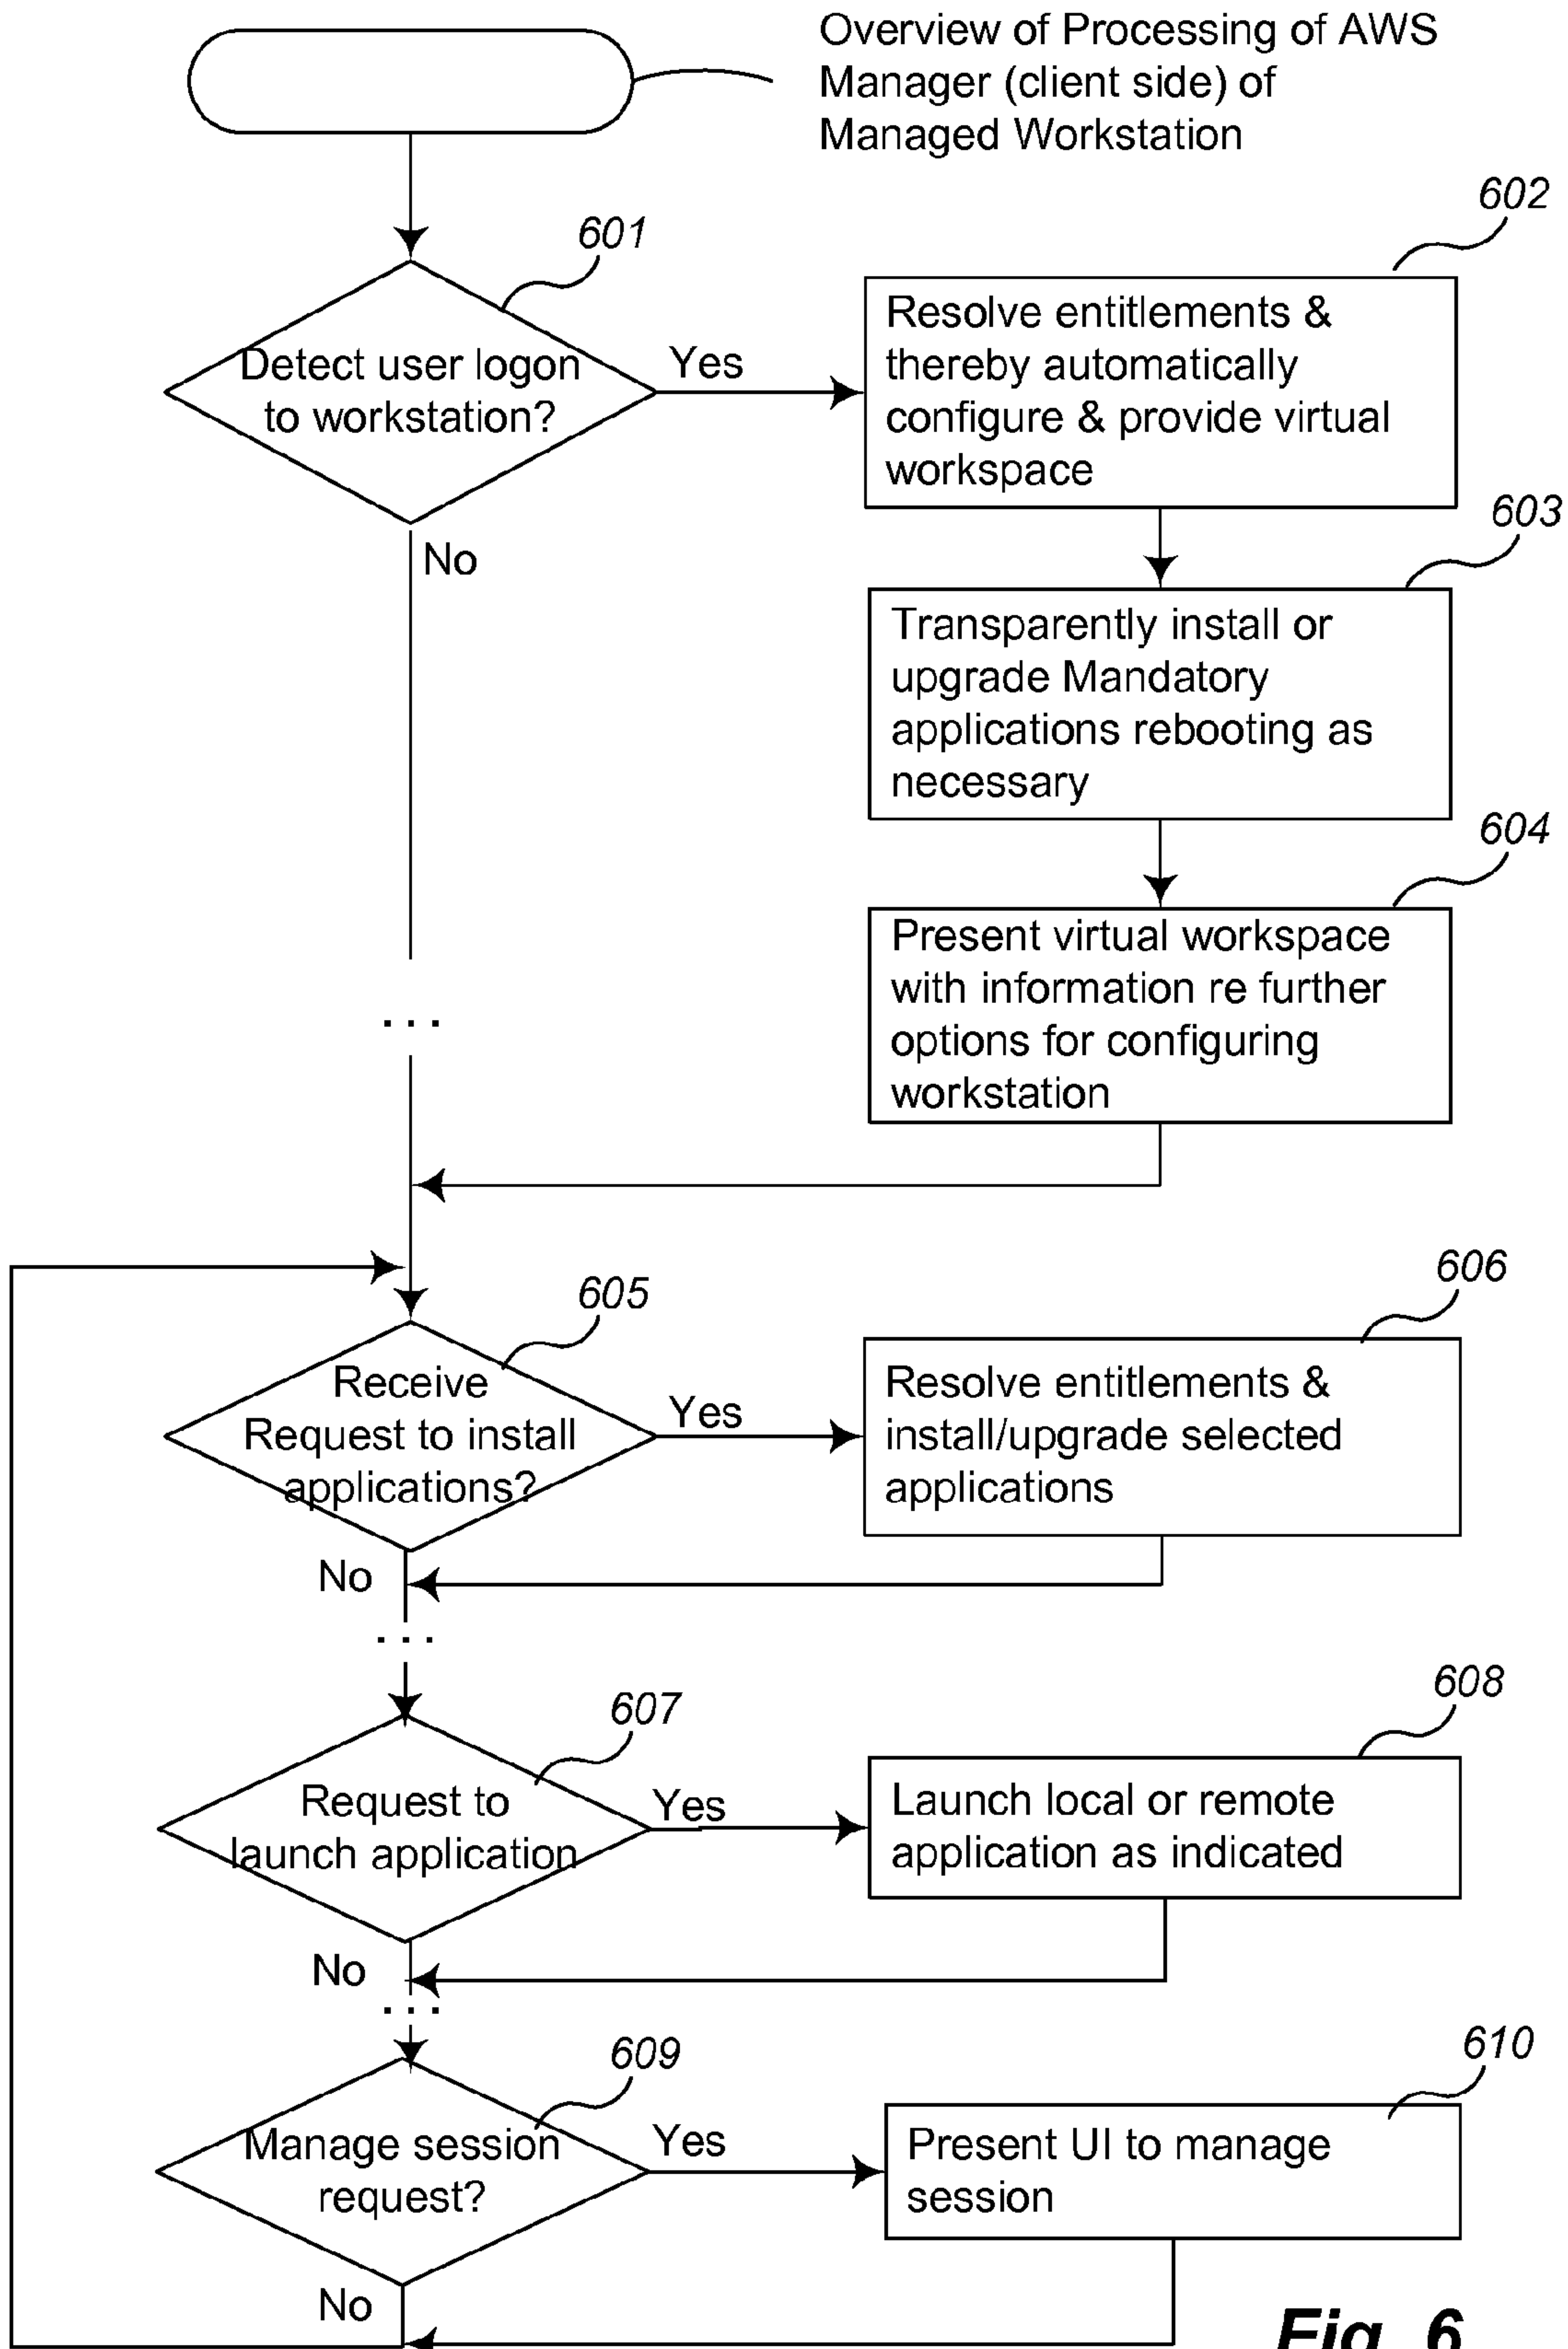 Overview of Processing of AWS
Manager (client side) of
Managed Workstation
601
Detect user logon
to workstation?
Yes
No
602
Resolve entitlements &
thereby automatically
configure & provide virtual
workspace
603
Transparently install or
upgrade Mandatory
applications rebooting as
necessary
604
Present virtual workspace
with information re further
options for configuring
workstation
...
605
Receive
Request to install
applications?
Yes
No
606
Resolve entitlements &
install/upgrade selected
applications
...
607
Request to
launch application
Yes
No
608
Launch local or remote
application as indicated
...
609
Manage session
request?
Yes
No
610
Present UI to manage
session
Fig. 6